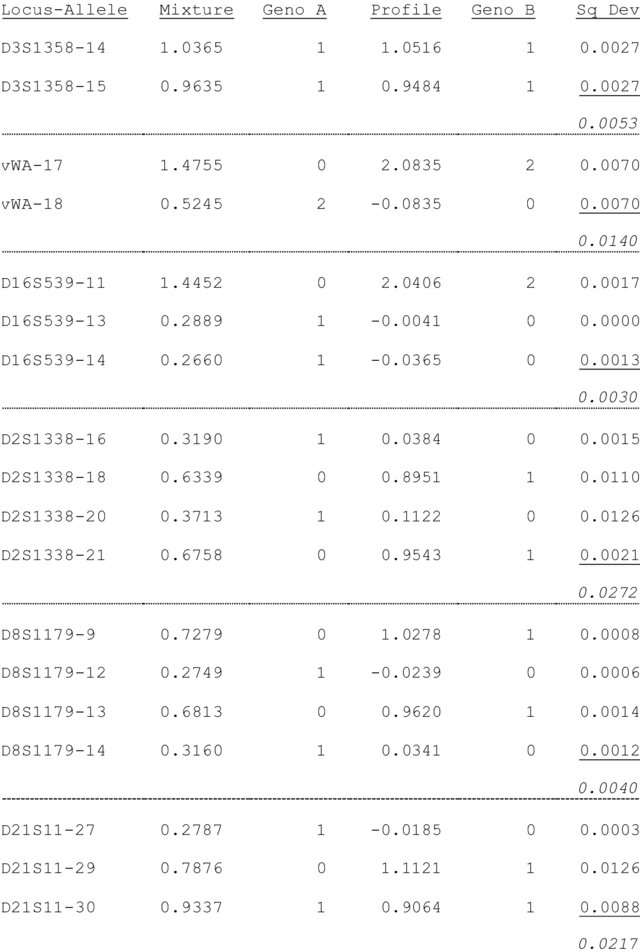 Locus-Allele Mixture Geno A Profile Geno B Sq Dev
D3S1358-14 1.0365 1 1.0516 1 0.0027
D3S1358-15 0.9635 1 0.9484 1 0.0027
0.0053
vWA-17 1.4755 0 2.0835 2 0.0070
vWA-18 0.5245 2 -0.0835 0 0.0070
0.0140
D16S539-11 1.4452 0 2.0406 2 0.0017
D16S539-13 0.2889 1 -0.0041 0 0.0000
D16S539-14 0.2660 1 -0.0365 0 0.0013
0.0030
D2S1338-16 0.3190 1 0.0384 0 0.0015
D2S1338-18 0.6339 0 0.8951 1 0.0110
D2S1338-20 0.3713 1 0.1122 0 0.0126
D2S1338-21 0.6758 0 0.9543 1 0.0021
0.0272
D8S1179-9 0.7279 0 1.0278 1 0.0008
D8S1179-12 0.2749 1 -0.0239 0 0.0006
D8S1179-13 0.6813 0 0.9620 1 0.0014
D8S1179-14 0.3160 1 0.0341 0 0.0012
0.0040
D21S11-27 0.2787 1 -0.0185 0 0.0003
D21S11-29 0.7876 0 1.1121 1 0.0126
D21S11-30 0.9337 1 0.9064 1 0.0088
0.0217